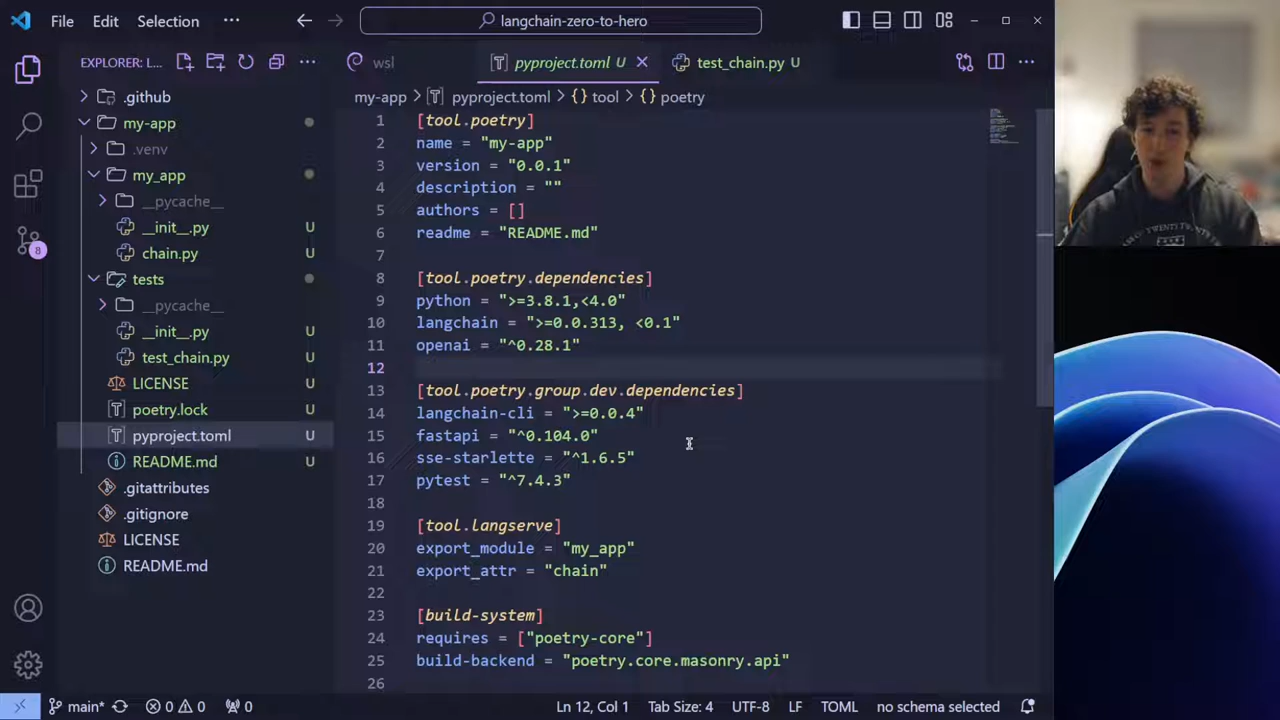 File Edit Selection ··· langchain-zero-to-hero
EXPLORER: L... ···
wsl
pyproject.toml U
test_chain.py U
my-app > pyproject.toml > {} tool > {} poetry
.github
my-app
.venv
my_app
__pycache__
__init__.py U
chain.py U
tests
__pycache__
__init__.py U
test_chain.py U
LICENSE U
poetry.lock U
pyproject.toml U
README.md U
.gitattributes
.gitignore
LICENSE
README.md
8
1 [tool.poetry]
2 name = "my-app"
3 version = "0.0.1"
4 description = ""
5 authors = []
6 readme = "README.md"
7
8 [tool.poetry.dependencies]
9 python = ">=3.8.1,<4.0"
10 langchain = ">=0.0.313, <0.1"
11 openai = "^0.28.1"
12
13 [tool.poetry.group.dev.dependencies]
14 langchain-cli = ">=0.0.4"
15 fastapi = "^0.104.0"
16 sse-starlette = "^1.6.5"
17 pytest = "^7.4.3"
18
19 [tool.langserve]
20 export_module = "my_app"
21 export_attr = "chain"
22
23 [build-system]
24 requires = ["poetry-core"]
25 build-backend = "poetry.core.masonry.api"
26
main* 0 0 0 Ln 12, Col 1 Tab Size: 4 UTF-8 LF TOML no schema selected